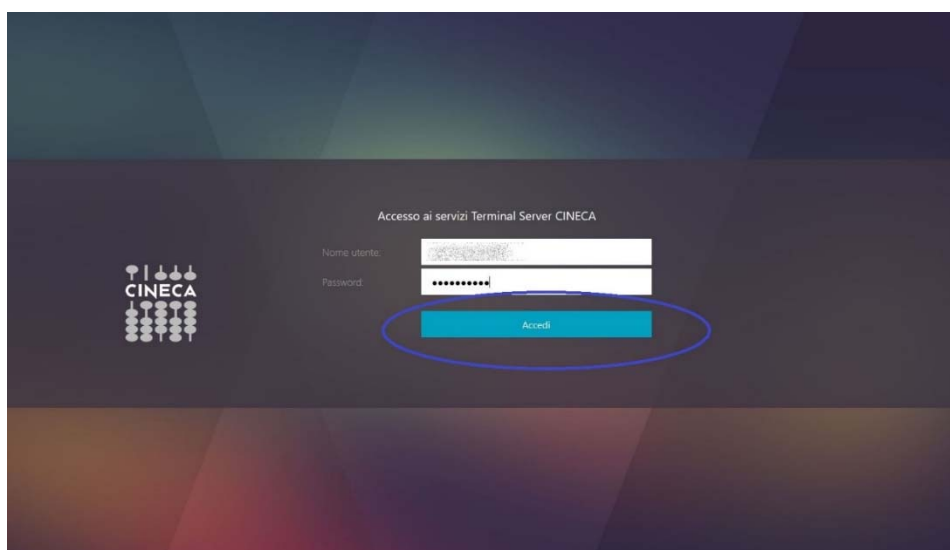 Accesso ai servizi Terminal Server CINECA
Nome utente:
Password:
••••••••••
Accedi
CINECA